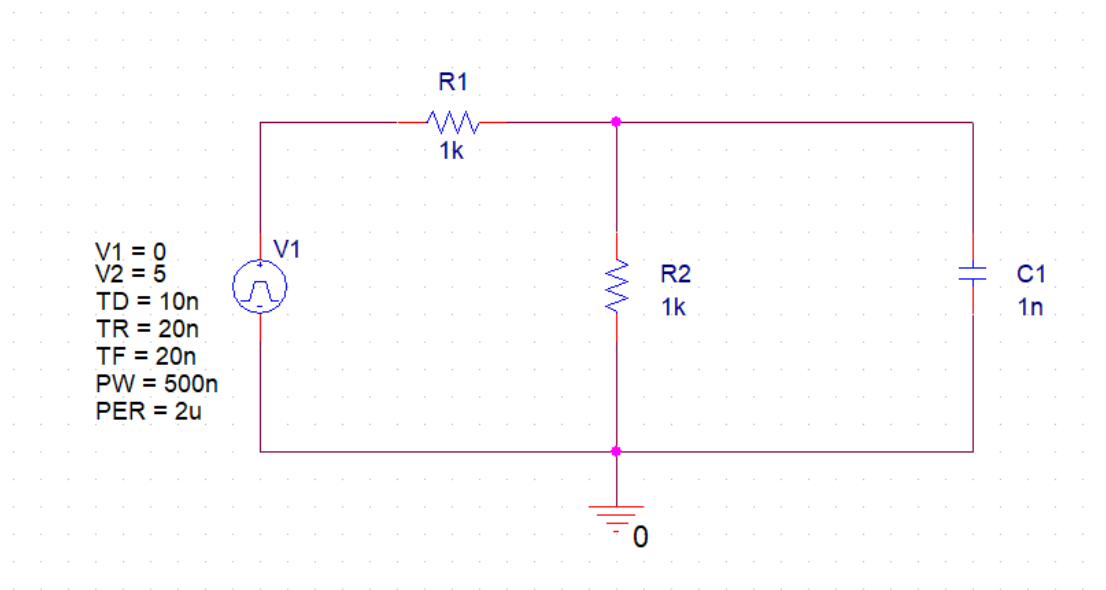 R1
1k
V1
V1 = 0
V2 = 5
TD = 10n
TR = 20n
TF = 20n
PW = 500n
PER = 2u
R2
1k
C1
1n
0